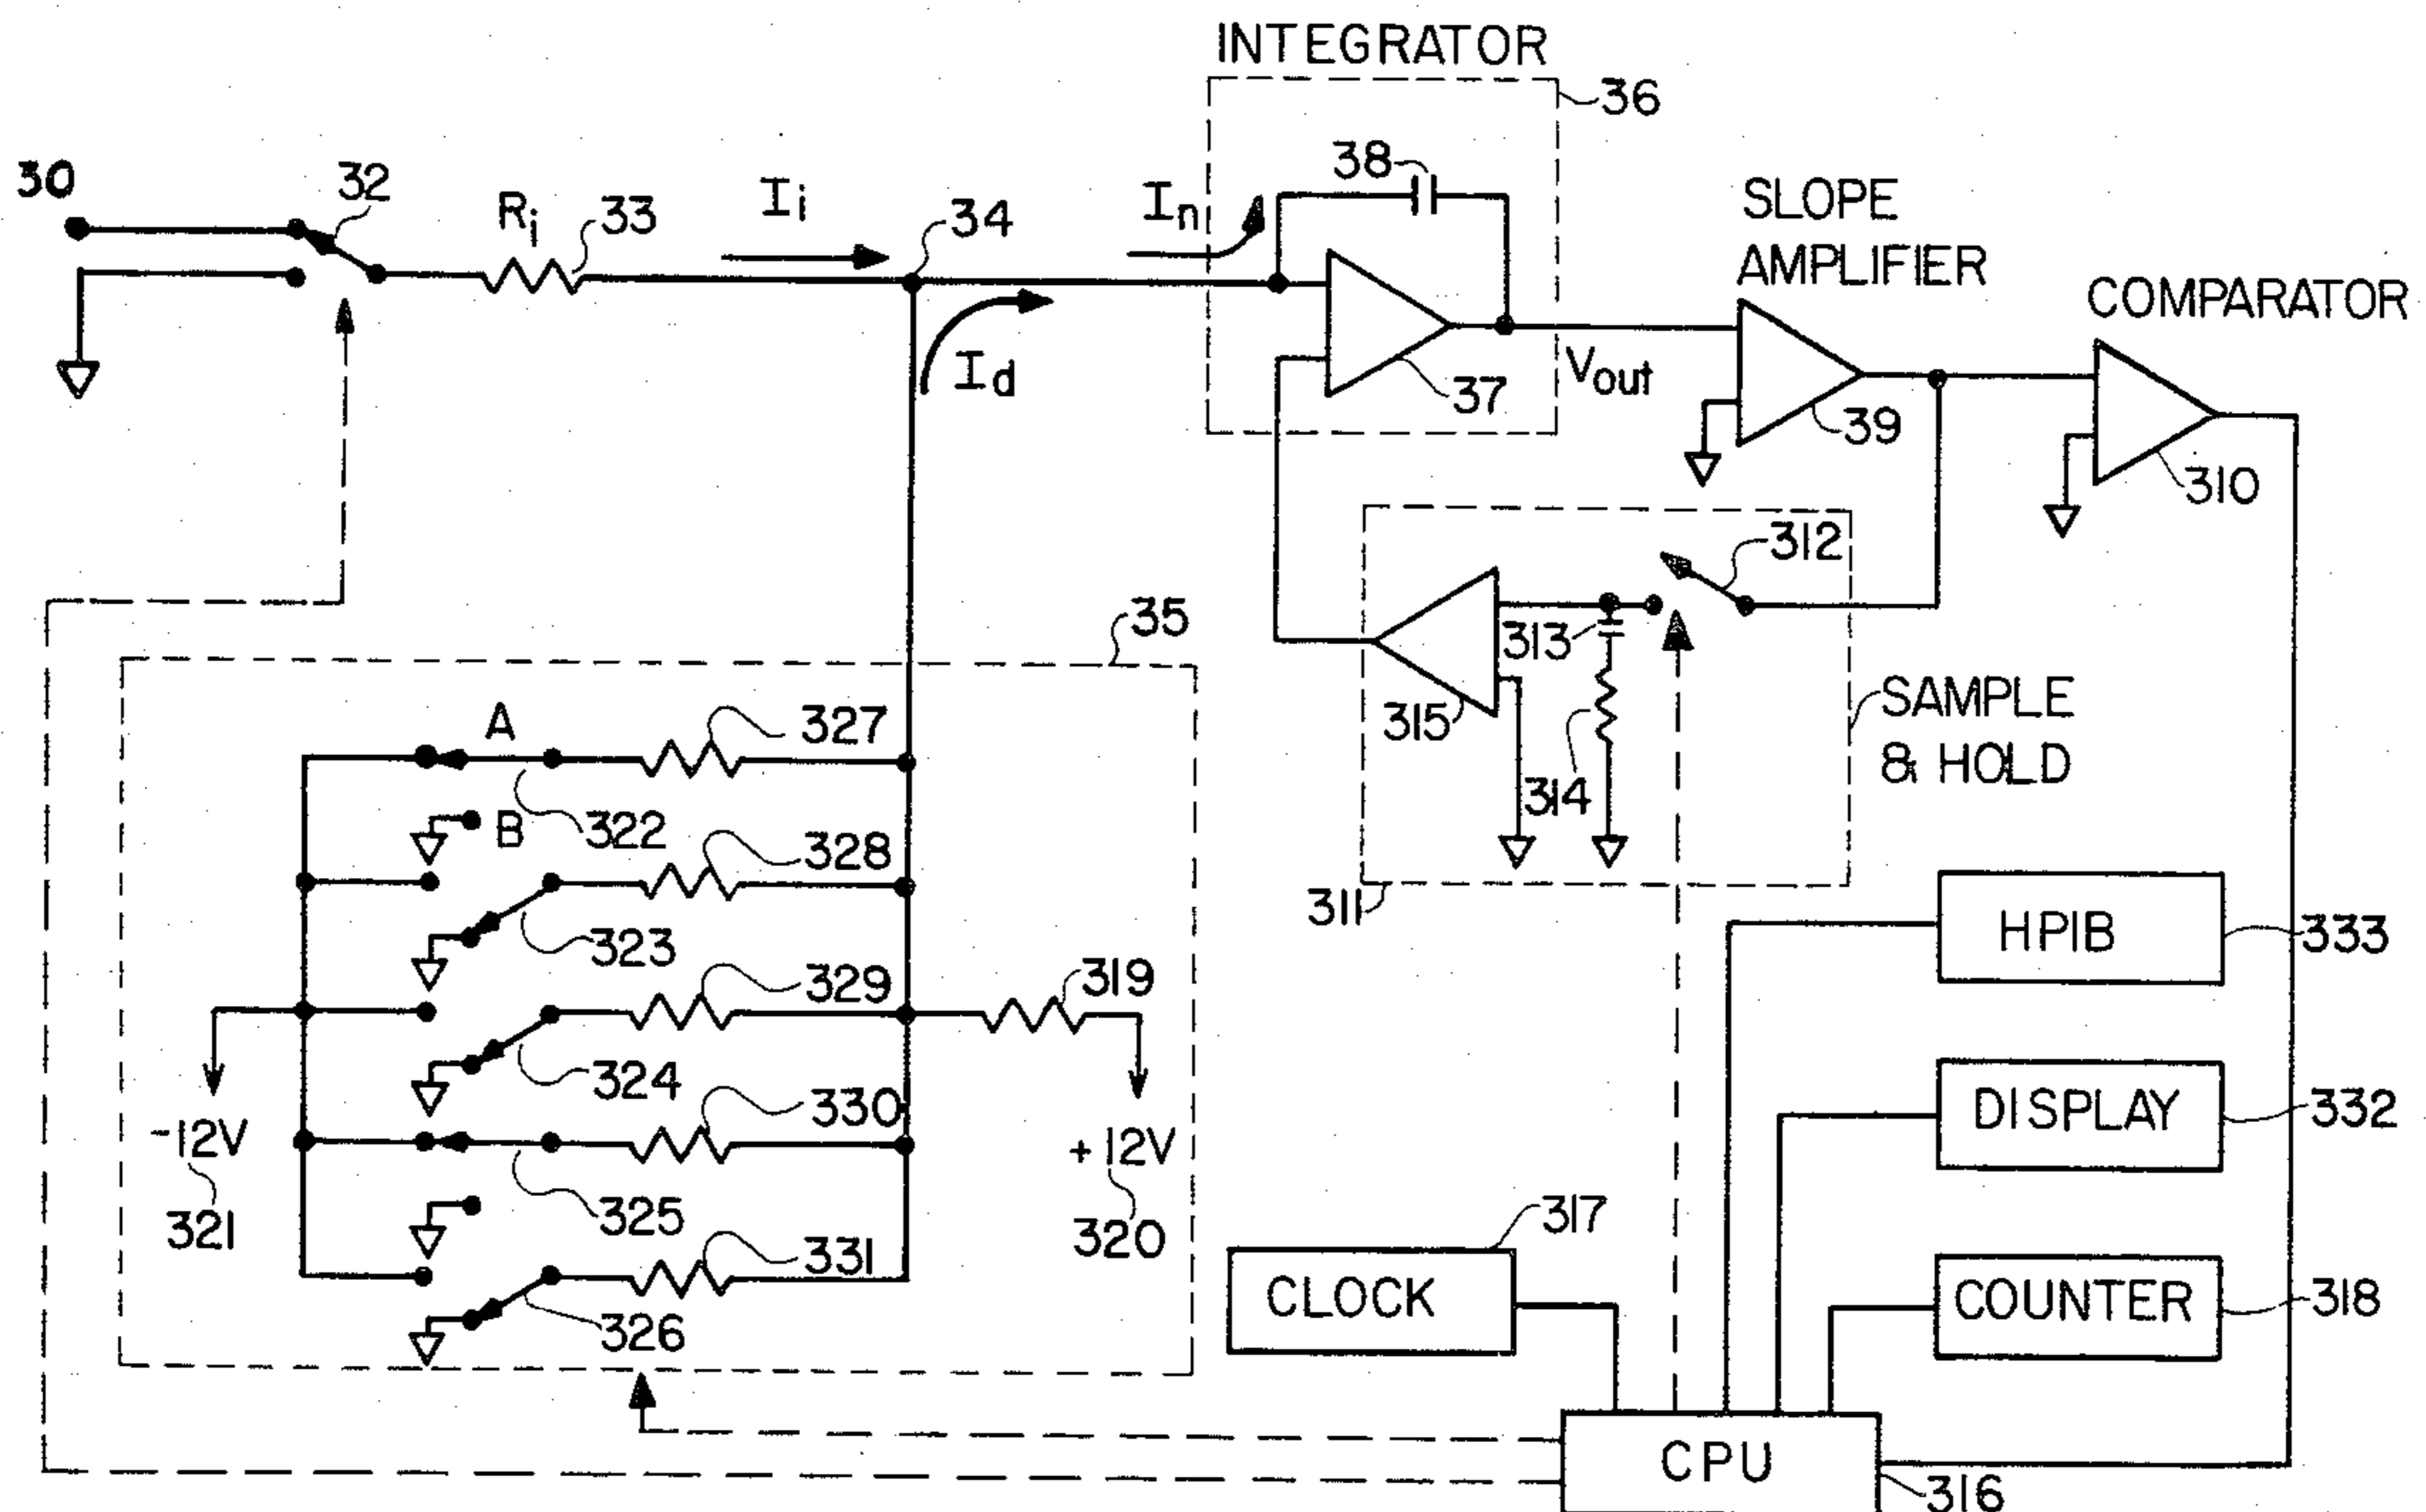 INTEGRATOR
36
30
32
Ri
33
Ii
34
In
38
SLOPE
AMPLIFIER
COMPARATOR
Id
37
Vout
39
310
312
35
313
315
314
SAMPLE
& HOLD
311
A
327
B
322
328
323
329
319
324
330
-12V
321
325
+12V
320
331
326
HPIB
333
DISPLAY
332
317
CLOCK
COUNTER
318
CPU
316